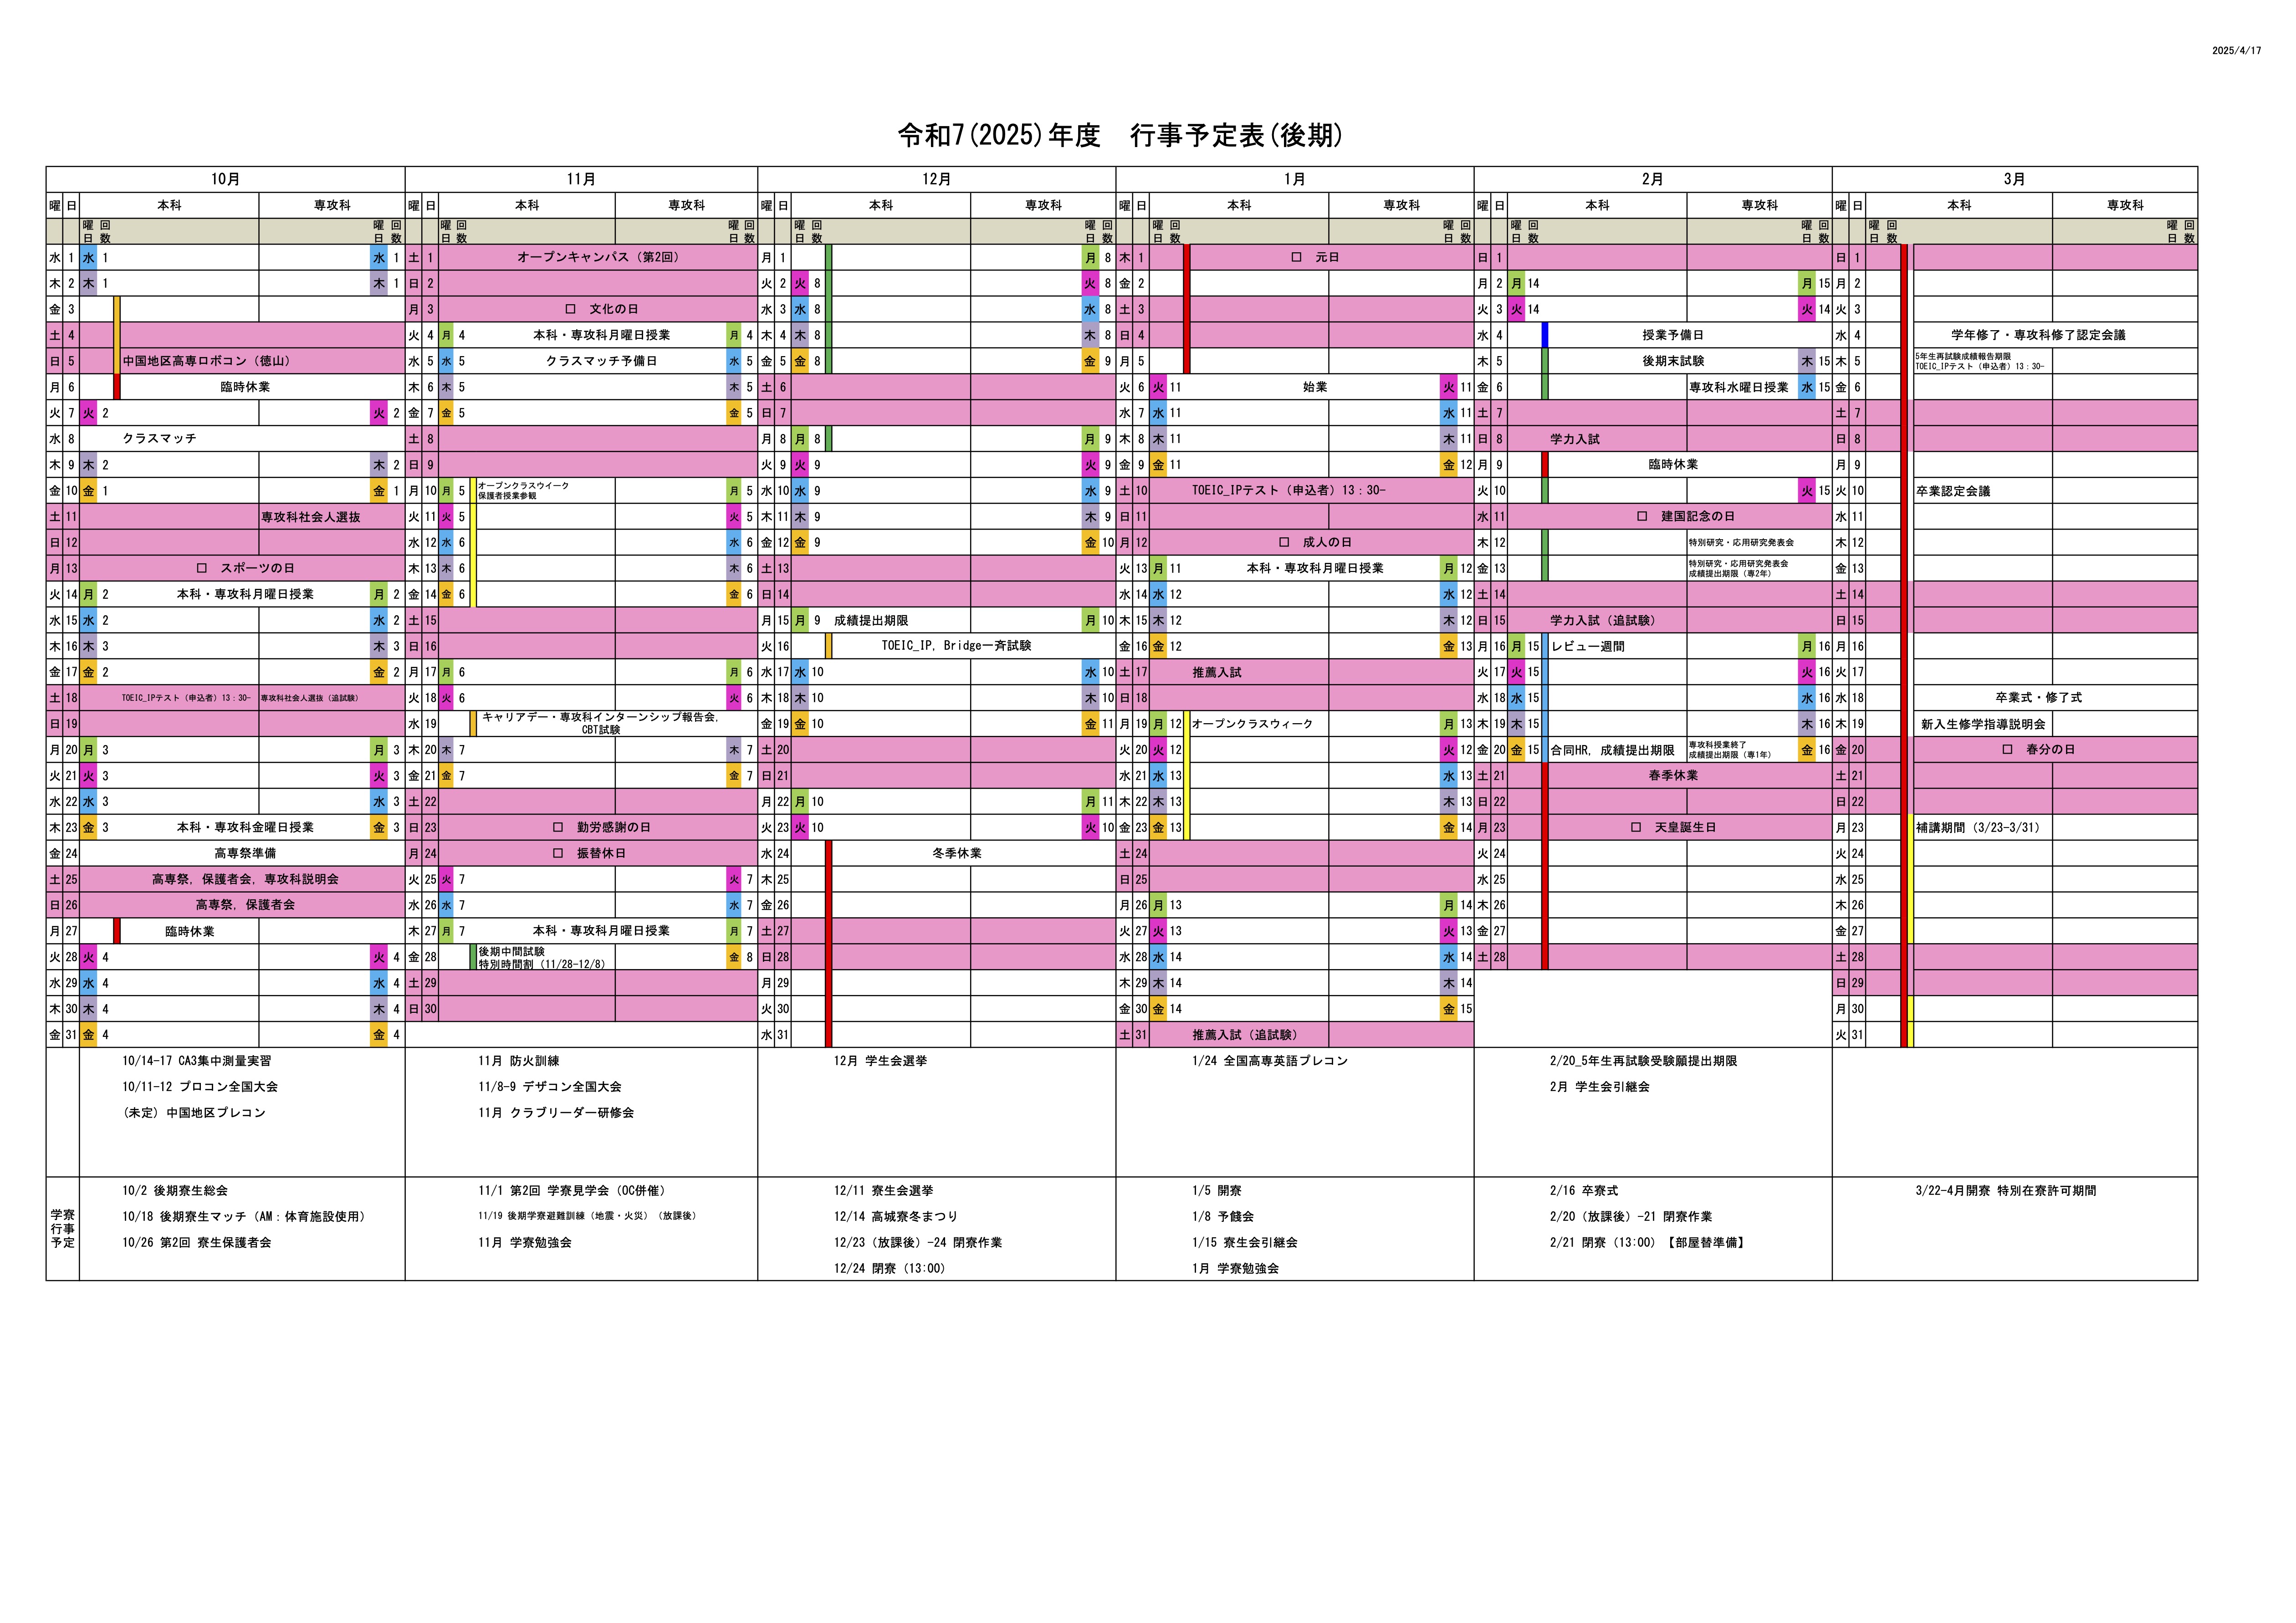 2025/4/17
令和7(2025)年度　行事予定表(後期)
10月 11月 12月 1月 2月 3月
曜 日 本科 専攻科 曜 日 本科 専攻科 曜 日 本科 専攻科 曜 日 本科 専攻科 曜 日 本科 専攻科 曜 日 本科 専攻科
曜日 回数 曜日 回数 曜日 回数 曜日 回数 曜日 回数 曜日 回数 曜日 回数 曜日 回数 曜日 回数 曜日 回数 曜日 回数 曜日 回数
水 1 水 1 水 1 土 1 オープンキャンパス（第2回） 月 1 月 8 木 1 □ 元日 日 1 日 1
木 2 木 1 木 1 日 2 火 2 火 8 火 8 金 2 月 2 月 14 月 15 月 2
金 3 月 3 □ 文化の日 水 3 水 8 水 8 土 3 火 3 火 14 火 14 火 3
土 4 火 4 月 4 本科・専攻科月曜日授業 月 4 木 4 木 8 木 8 日 4 水 4 授業予備日 水 4 学年修了・専攻科修了認定会議
日 5 中国地区高専ロボコン（徳山） 水 5 水 5 クラスマッチ予備日 水 5 金 5 金 8 金 9 月 5 木 5 後期末試験 木 15 木 5 5年生再試験成績報告期限
TOEIC_IPテスト（申込者）13：30-
月 6 臨時休業 木 6 木 5 木 5 土 6 火 6 火 11 始業 火 11 金 6 専攻科水曜日授業 水 15 金 6
火 7 火 2 火 2 金 7 金 5 金 5 日 7 水 7 水 11 水 11 土 7 土 7
水 8 クラスマッチ 土 8 月 8 月 8 月 9 木 8 木 11 木 11 日 8 学力入試 日 8
木 9 木 2 木 2 日 9 火 9 火 9 火 9 金 9 金 11 金 12 月 9 臨時休業 月 9
金 10 金 1 金 1 月 10 月 5 オープンクラスウイーク
保護者授業参観 月 5 水 10 水 9 水 9 土 10 TOEIC_IPテスト（申込者）13：30- 火 10 火 15 火 10 卒業認定会議
土 11 専攻科社会人選抜 火 11 火 5 火 5 木 11 木 9 木 9 日 11 水 11 □ 建国記念の日 水 11
日 12 水 12 水 6 水 6 金 12 金 9 金 10 月 12 □ 成人の日 木 12 特別研究・応用研究発表会 木 12
月 13 □ スポーツの日 木 13 木 6 木 6 土 13 火 13 月 11 本科・専攻科月曜日授業 月 12 金 13 特別研究・応用研究発表会
成績提出期限（専2年） 金 13
火 14 月 2 本科・専攻科月曜日授業 月 2 金 14 金 6 金 6 日 14 水 14 水 12 水 12 土 14 土 14
水 15 水 2 水 2 土 15 月 15 月 9 成績提出期限 月 10 木 15 木 12 木 12 日 15 学力入試（追試験） 日 15
木 16 木 3 木 3 日 16 火 16 TOEIC_IP，Bridge一斉試験 金 16 金 12 金 13 月 16 月 15 レビュー週間 月 16 月 16
金 17 金 2 金 2 月 17 月 6 月 6 水 17 水 10 水 10 土 17 推薦入試 火 17 火 15 火 16 火 17
土 18 TOEIC_IPテスト（申込者）13：30- 専攻科社会人選抜（追試験） 火 18 火 6 火 6 木 18 木 10 木 10 日 18 水 18 水 15 水 16 水 18 卒業式・修了式
日 19 水 19 キャリアデー・専攻科インターンシップ報告会，
CBT試験 金 19 金 10 金 11 月 19 月 12 オープンクラスウィーク 月 13 木 19 木 15 木 16 木 19 新入生修学指導説明会
月 20 月 3 月 3 木 20 木 7 木 7 土 20 火 20 火 12 火 12 金 20 金 15 合同HR，成績提出期限 専攻科授業終了
成績提出期限（専1年） 金 16 金 20 □ 春分の日
火 21 火 3 火 3 金 21 金 7 金 7 日 21 水 21 水 13 水 13 土 21 春季休業 土 21
水 22 水 3 水 3 土 22 月 22 月 10 月 11 木 22 木 13 木 13 日 22 日 22
木 23 金 3 本科・専攻科金曜日授業 金 3 日 23 □ 勤労感謝の日 火 23 火 10 火 10 金 23 金 13 金 14 月 23 □ 天皇誕生日 月 23 補講期間（3/23-3/31）
金 24 高専祭準備 月 24 □ 振替休日 水 24 冬季休業 土 24 火 24 火 24
土 25 高専祭，保護者会，専攻科説明会 火 25 火 7 火 7 木 25 日 25 水 25 水 25
日 26 高専祭，保護者会 水 26 水 7 水 7 金 26 月 26 月 13 月 14 木 26 木 26
月 27 臨時休業 木 27 月 7 本科・専攻科月曜日授業 月 7 土 27 火 27 火 13 火 13 金 27 金 27
火 28 火 4 火 4 金 28 後期中間試験
特別時間割（11/28-12/8） 金 8 日 28 水 28 水 14 水 14 土 28 土 28
水 29 水 4 水 4 土 29 月 29 木 29 木 14 木 14 日 29
木 30 木 4 木 4 日 30 火 30 金 30 金 14 金 15 月 30
金 31 金 4 金 4 水 31 土 31 推薦入試（追試験） 火 31
10/14-17 CA3集中測量実習 11月 防火訓練 12月 学生会選挙 1/24 全国高専英語プレコン 2/20_5年生再試験受験願提出期限
10/11-12 プロコン全国大会 11/8-9 デザコン全国大会 2月 学生会引継会
（未定）中国地区プレコン 11月 クラブリーダー研修会
学寮
行事
予定
10/2 後期寮生総会 11/1 第2回 学寮見学会（OC併催） 12/11 寮生会選挙 1/5 開寮 2/16 卒寮式 3/22-4月開寮 特別在寮許可期間
10/18 後期寮生マッチ（AM：体育施設使用） 11/19 後期学寮避難訓練（地震・火災）（放課後） 12/14 高城寮冬まつり 1/8 予餞会 2/20（放課後）-21 閉寮作業
10/26 第2回 寮生保護者会 11月 学寮勉強会 12/23（放課後）-24 閉寮作業 1/15 寮生会引継会 2/21 閉寮（13:00）【部屋替準備】
12/24 閉寮（13:00） 1月 学寮勉強会